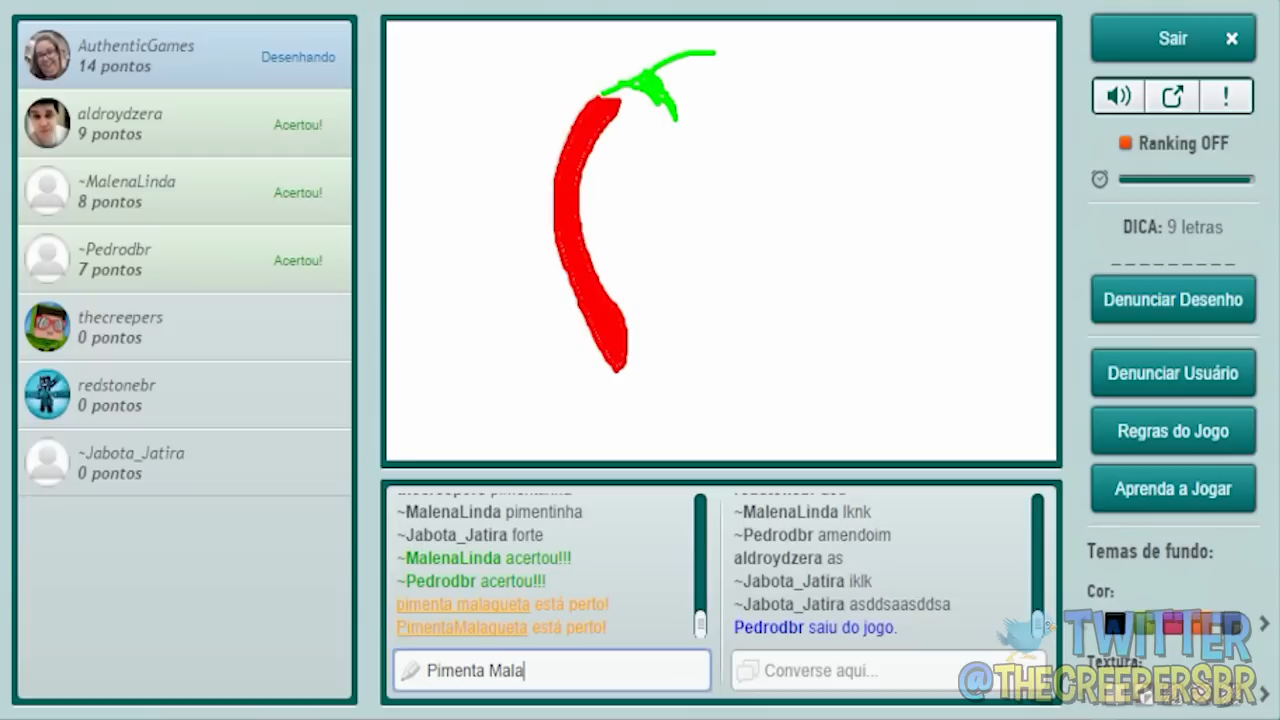 AuthenticGames
14 pontos
Desenhando
aldroydzera
9 pontos
Acertou!
~MalenaLinda
8 pontos
Acertou!
~Pedrodbr
7 pontos
Acertou!
thecreepers
0 pontos
redstonebr
0 pontos
~Jabota_Jatira
0 pontos
~MalenaLinda pimentinha
~Jabota_Jatira forte
~MalenaLinda acertou!!!
~Pedrodbr acertou!!!
pimenta malagueta está perto!
PimentaMalagueta está perto!
Pimenta Mala
~MalenaLinda lknk
~Pedrodbr amendoim
aldroydzera as
~Jabota_Jatira iklk
~Jabota_Jatira asddsaasddsa
Pedrodbr saiu do jogo.
Converse aqui...
Sair ×
!
Ranking OFF
DICA: 9 letras
_ _ _ _ _ _ _ _ _
Denunciar Desenho
Denunciar Usuário
Regras do Jogo
Aprenda a Jogar
Temas de fundo:
Cor:
Textura:
TWITTER
@THECREEPERSBR